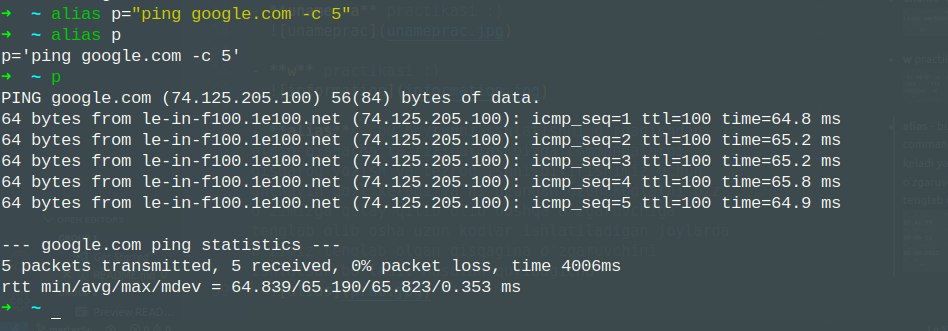 ➜  ~ alias p="ping google.com -c 5"
➜  ~ alias p
p='ping google.com -c 5'
➜  ~ p
PING google.com (74.125.205.100) 56(84) bytes of data.
64 bytes from le-in-f100.1e100.net (74.125.205.100): icmp_seq=1 ttl=100 time=64.8 ms
64 bytes from le-in-f100.1e100.net (74.125.205.100): icmp_seq=2 ttl=100 time=65.2 ms
64 bytes from le-in-f100.1e100.net (74.125.205.100): icmp_seq=3 ttl=100 time=65.2 ms
64 bytes from le-in-f100.1e100.net (74.125.205.100): icmp_seq=4 ttl=100 time=65.8 ms
64 bytes from le-in-f100.1e100.net (74.125.205.100): icmp_seq=5 ttl=100 time=64.9 ms

--- google.com ping statistics ---
5 packets transmitted, 5 received, 0% packet loss, time 4006ms
rtt min/avg/max/mdev = 64.839/65.190/65.823/0.353 ms
➜  ~ _